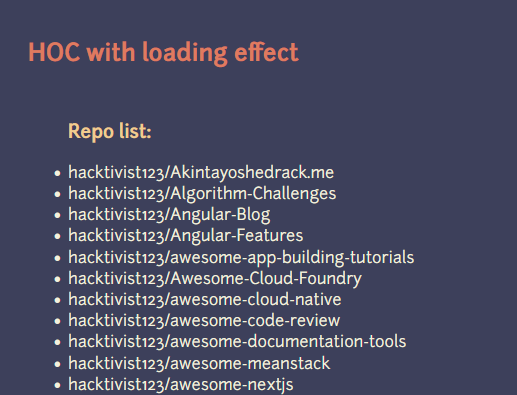 HOC with loading effect
Repo list:
• hacktivist123/Akintayoshedrack.me
• hacktivist123/Algorithm-Challenges
• hacktivist123/Angular-Blog
• hacktivist123/Angular-Features
• hacktivist123/awesome-app-building-tutorials
• hacktivist123/Awesome-Cloud-Foundry
• hacktivist123/awesome-cloud-native
• hacktivist123/awesome-code-review
• hacktivist123/awesome-documentation-tools
• hacktivist123/awesome-meanstack
• hacktivist123/awesome-nextjs